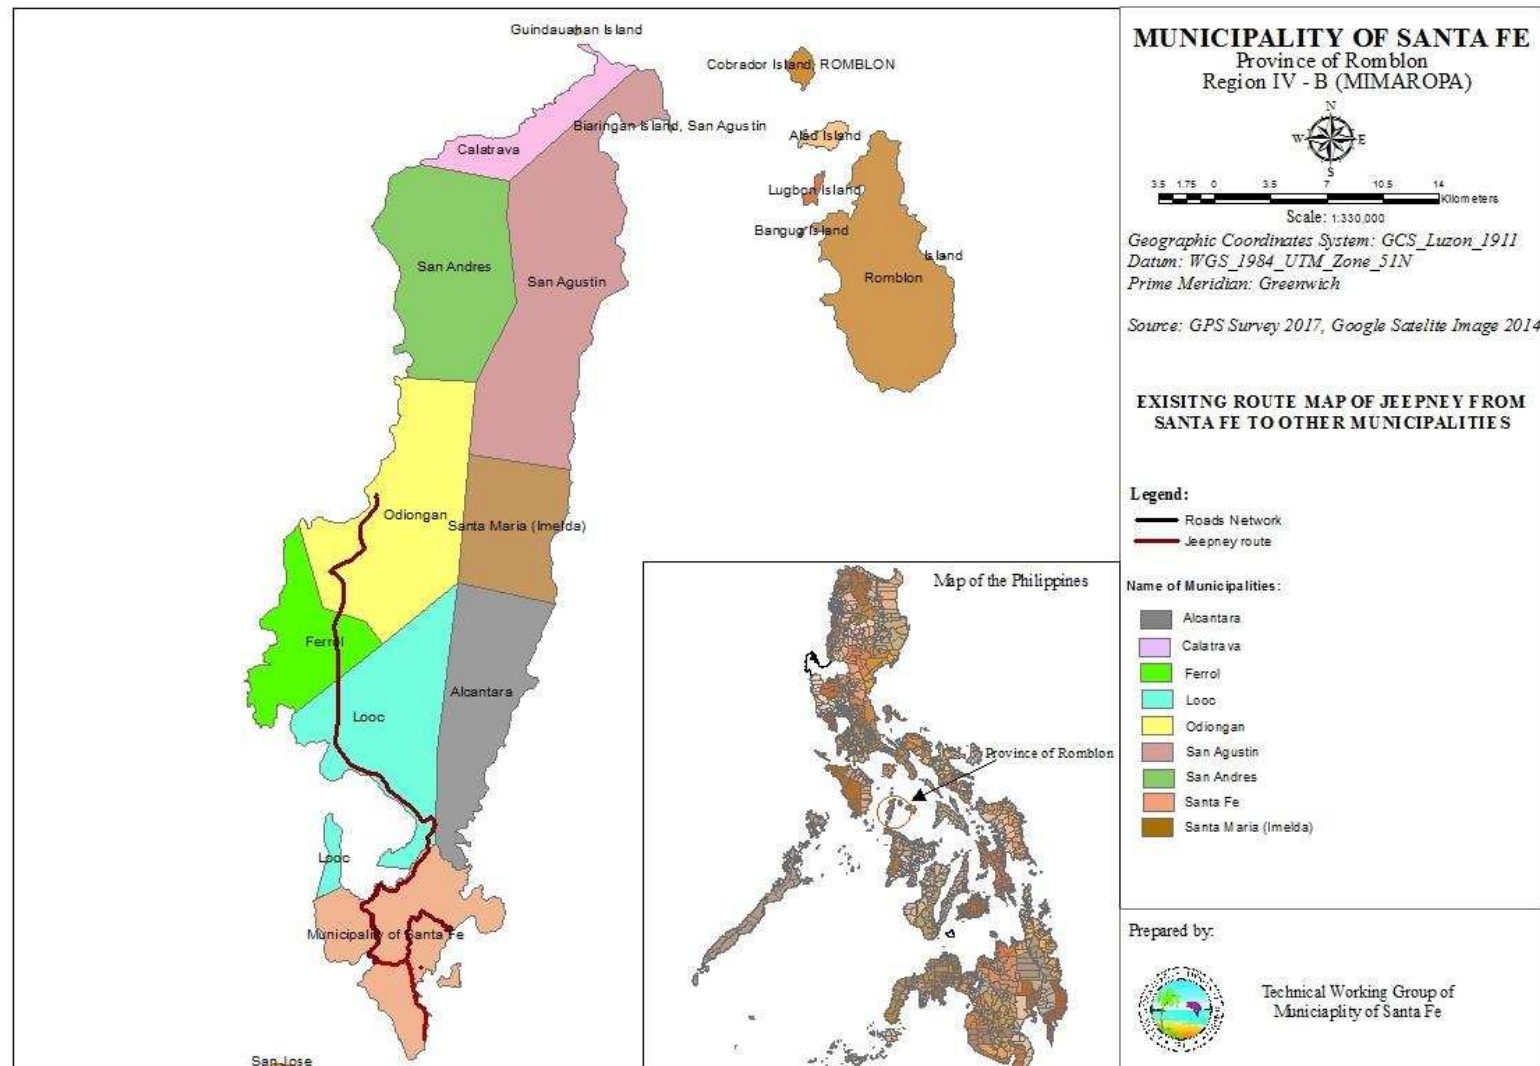 Guindauahan Island
Cobrador Island, ROMBLON
Biaringan Island, San Agustin
Alad Island
Calatrava
Lugbon Island
Bangug Island
Island
San Andres
San Agustin
Romblon
Odiongan
Santa Maria (Imelda)
Ferrol
Alcantara
Looc
Looc
Municipality of Santa Fe
San Jose
Map of the Philippines
Province of Romblon
MUNICIPALITY OF SANTA FE
Province of Romblon
Region IV - B (MIMAROPA)
N
W E
S
3.5 1.75 0 3.5 7 10.5 14
Kilometers
Scale: 1:330,000
Geographic Coordinates System: GCS_Luzon_1911
Datum: WGS_1984_UTM_Zone_51N
Prime Meridian: Greenwich
Source: GPS Survey 2017, Google Satelite Image 2014
EXISITNG ROUTE MAP OF JEEPNEY FROM
SANTA FE TO OTHER MUNICIPALITIES
Legend:
Roads Network
Jeepney route
Name of Municipalities:
Alcantara
Calatrava
Ferrol
Looc
Odiongan
San Agustin
San Andres
Santa Fe
Santa Maria (Imelda)
Prepared by:
Technical Working Group of
Municiaplity of Santa Fe